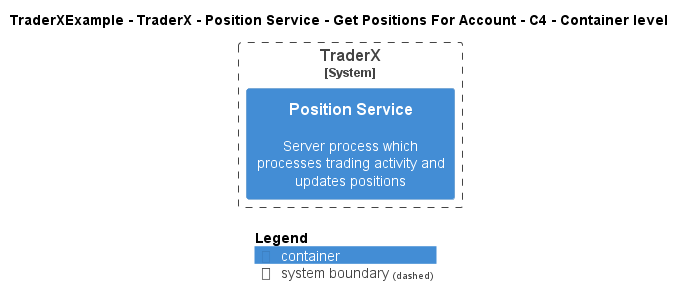 TraderXExample - TraderX - Position Service - Get Positions For Account - C4 - Container level
TraderX
[System]
Position Service
Server process which
processes trading activity and
updates positions
Legend
container
system boundary (dashed)